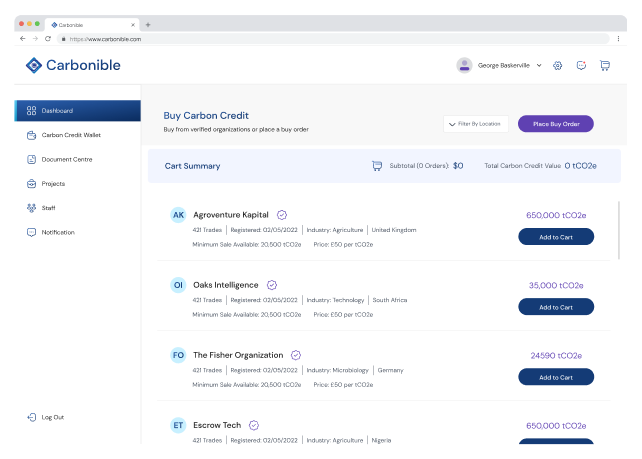 Carbonible
https://www.carbonible.com
Carbonible
George Baskerville
Dashboard
Carbon Credit Wallet
Document Centre
Projects
Staff
Notification
Log Out
Buy Carbon Credit
Buy from verified organizations or place a buy order
Filter By Location
Place Buy Order
Cart Summary
Subtotal (0 Orders): $0
Total Carbon Credit Value 0 tCO2e
AK Agroventure Kapital
421 Trades | Registered: 02/05/2022 | Industry: Agriculture | United Kingdom
Minimum Sale Available: 20,500 tCO2e Price: £50 per tCO2e
650,000 tCO2e
Add to Cart
OI Oaks Intelligence
421 Trades | Registered: 02/05/2022 | Industry: Technology | South Africa
Minimum Sale Available: 20,500 tCO2e Price: £50 per tCO2e
35,000 tCO2e
Add to Cart
FO The Fisher Organization
421 Trades | Registered: 02/05/2022 | Industry: Microbiology | Germany
Minimum Sale Available: 20,500 tCO2e Price: £50 per tCO2e
24590 tCO2e
Add to Cart
ET Escrow Tech
421 Trades | Registered: 02/05/2022 | Industry: Agriculture | Nigeria
650,000 tCO2e